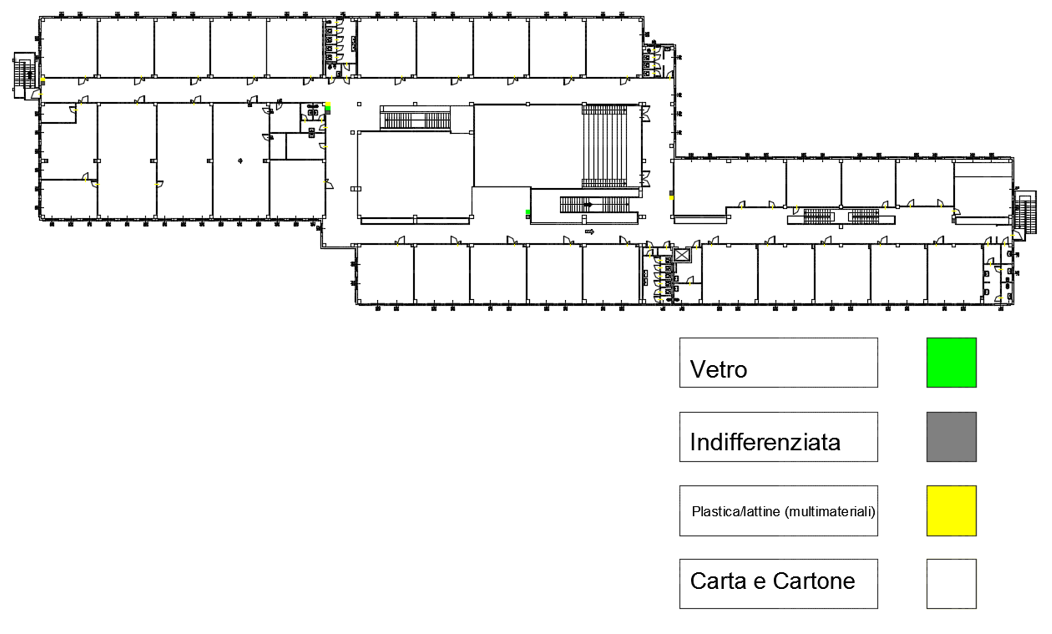 Vetro
Indifferenziata
Plastica/lattine (multimateriali)
Carta e Cartone